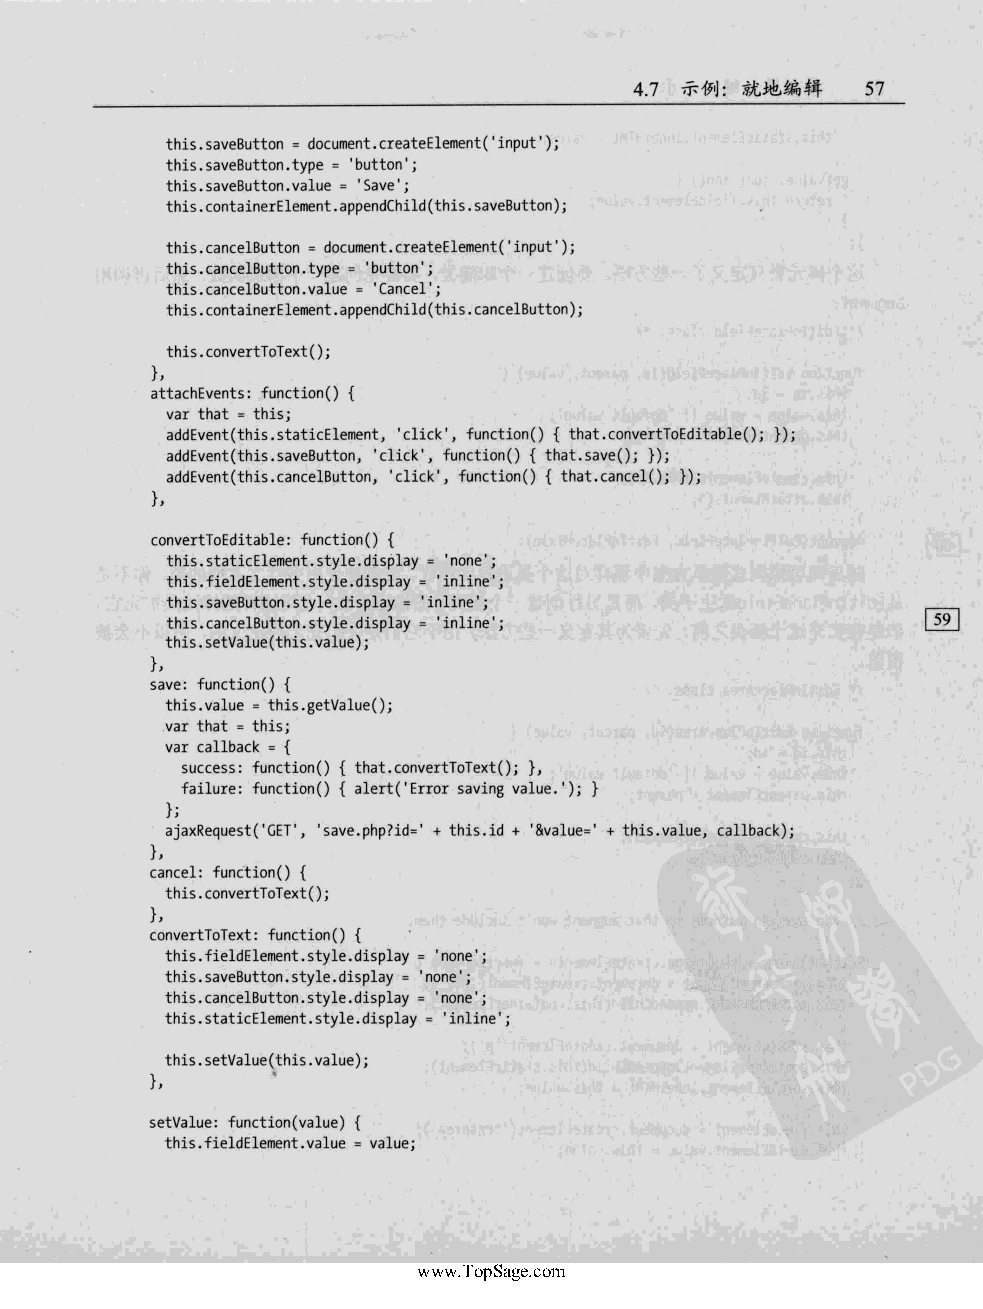 4.7 示例：就地编辑 57
this.saveButton = document.createElement('input');
this.saveButton.type = 'button';
this.saveButton.value = 'Save';
this.containerElement.appendChild(this.saveButton);
this.cancelButton = document.createElement('input');
this.cancelButton.type = 'button';
this.cancelButton.value = 'Cancel';
this.containerElement.appendChild(this.cancelButton);
this.convertToText();
},
attachEvents: function() {
var that = this;
addEvent(this.staticElement, 'click', function() { that.convertToEditable(); });
addEvent(this.saveButton, 'click', function() { that.save(); });
addEvent(this.cancelButton, 'click', function() { that.cancel(); });
},
convertToEditable: function() {
this.staticElement.style.display = 'none';
this.fieldElement.style.display = 'inline';
this.saveButton.style.display = 'inline';
this.cancelButton.style.display = 'inline';
59
this.setValue(this.value);
},
save: function() {
this.value = this.getValue();
var that = this;
var callback = {
success: function() { that.convertToText(); },
failure: function() { alert('Error saving value.'); }
};
ajaxRequest('GET', 'save.php?id=' + this.id + '&value=' + this.value, callback);
},
cancel: function() {
this.convertToText();
},
convertToText: function() {
this.fieldElement.style.display = 'none';
this.saveButton.style.display = 'none';
this.cancelButton.style.display = 'none';
this.staticElement.style.display = 'inline';
this.setValue(this.value);
},
setValue: function(value) {
this.fieldElement.value = value;
PDG
www.TopSage.com